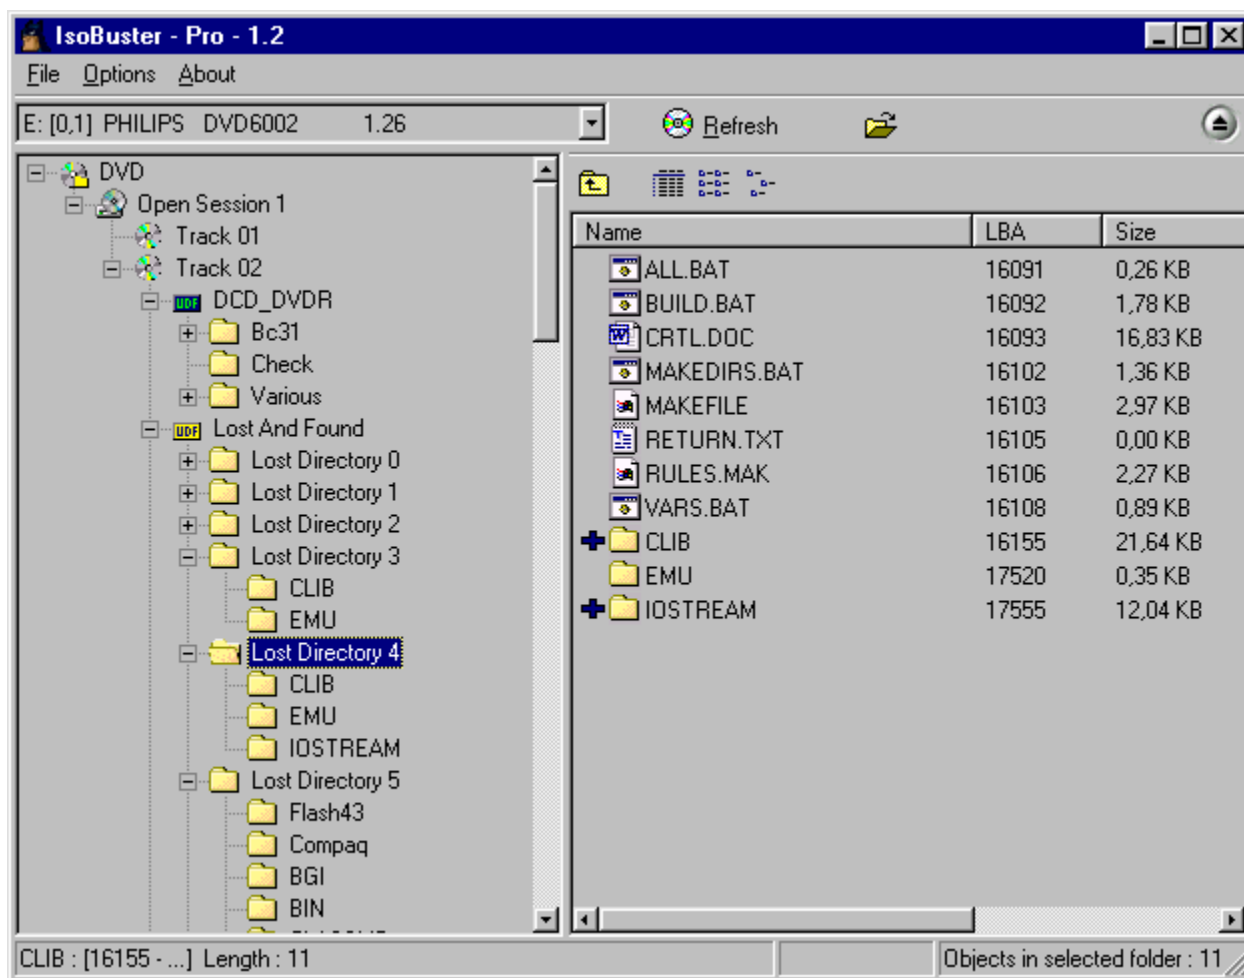 IsoBuster - Pro - 1.2
File Options About
E: [0,1] PHILIPS DVD6002 1.26
Refresh
DVD
Open Session 1
Track 01
Track 02
UDF DCD_DVDR
Bc31
Check
Various
UDF Lost And Found
Lost Directory 0
Lost Directory 1
Lost Directory 2
Lost Directory 3
CLIB
EMU
Lost Directory 4
CLIB
EMU
IOSTREAM
Lost Directory 5
Flash43
Compaq
BGI
BIN
Name LBA Size
ALL.BAT 16091 0,26 KB
BUILD.BAT 16092 1,78 KB
CRTL.DOC 16093 16,83 KB
MAKEDIRS.BAT 16102 1,36 KB
MAKEFILE 16103 2,97 KB
RETURN.TXT 16105 0,00 KB
RULES.MAK 16106 2,27 KB
VARS.BAT 16108 0,89 KB
CLIB 16155 21,64 KB
EMU 17520 0,35 KB
IOSTREAM 17555 12,04 KB
CLIB : [16155 - ...] Length : 11
Objects in selected folder : 11